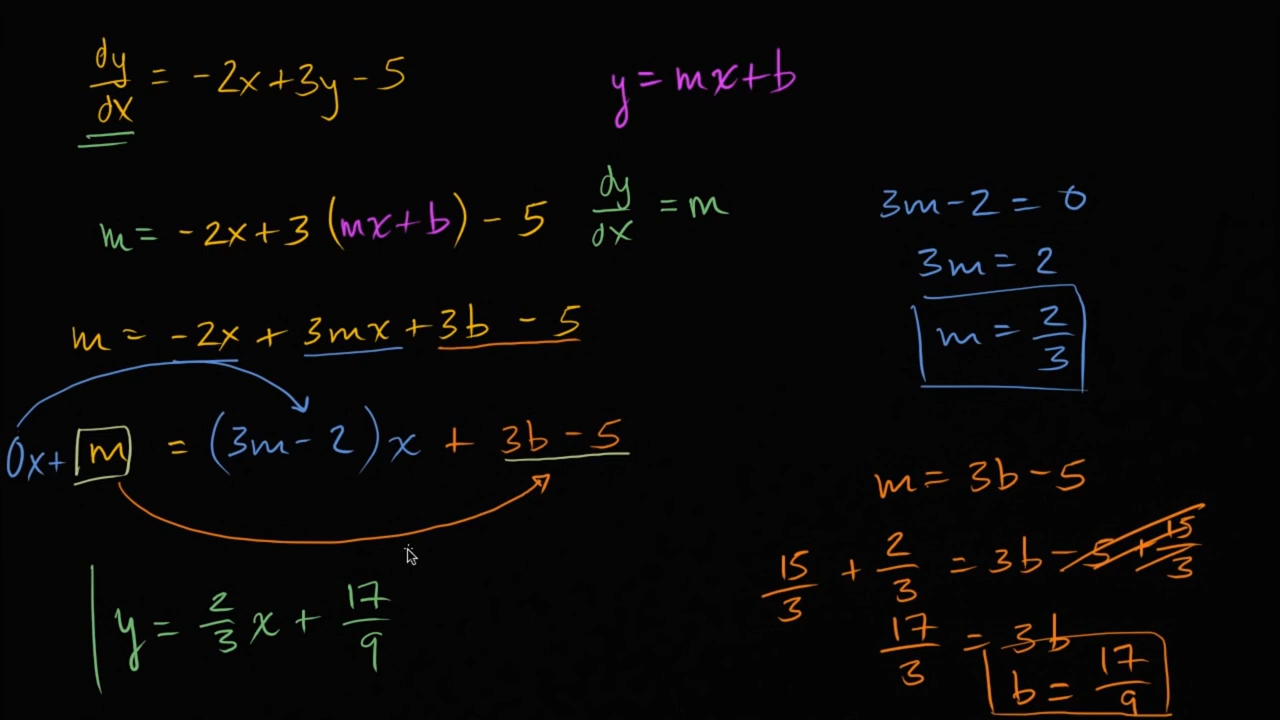 dy/dx = -2x+3y-5
y = mx+b
m = -2x+3(mx+b)-5
dy/dx = m
m = -2x + 3mx + 3b - 5
0x+ m = (3m-2)x + 3b-5
y = 2/3 x + 17/9
3m-2 = 0
3m = 2
m = 2/3
m = 3b-5
15/3 + 2/3 = 3b - 5 + 15/3
17/3 = 3b
b = 17/9